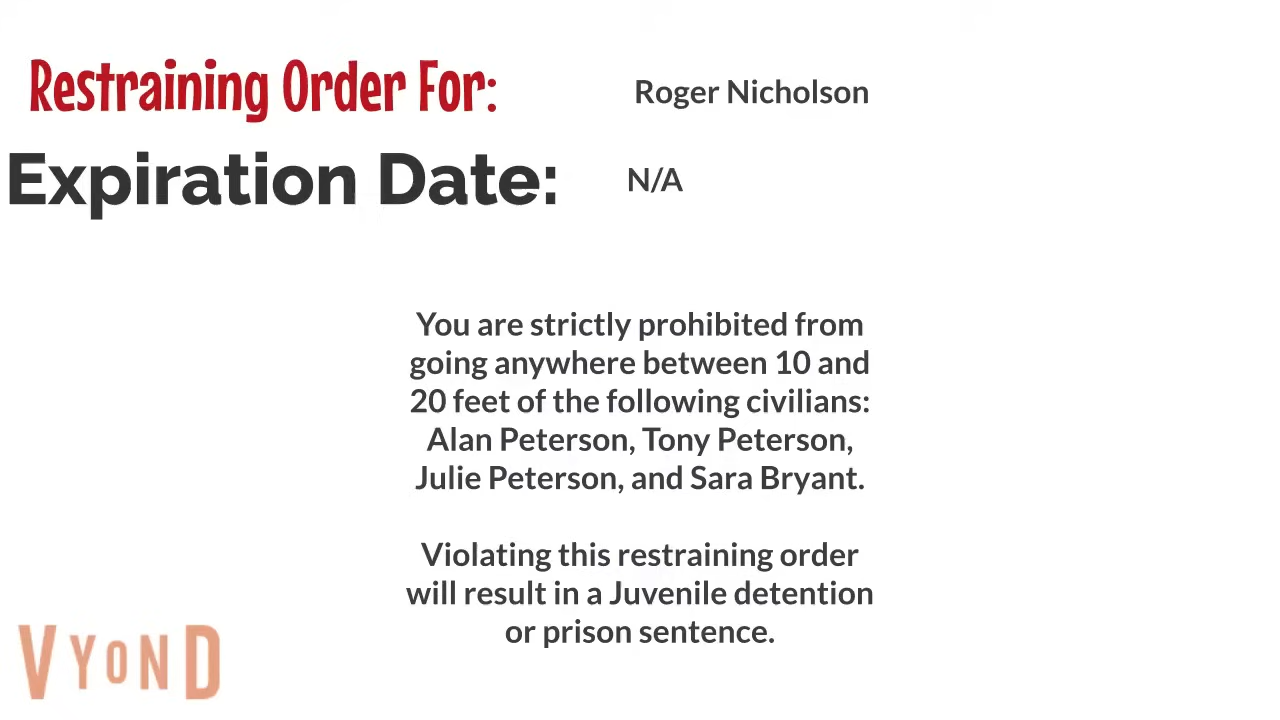 Restraining Order For: Roger Nicholson
Expiration Date: N/A
You are strictly prohibited from
going anywhere between 10 and
20 feet of the following civilians:
Alan Peterson, Tony Peterson,
Julie Peterson, and Sara Bryant.
Violating this restraining order
will result in a Juvenile detention
or prison sentence.
VYOND